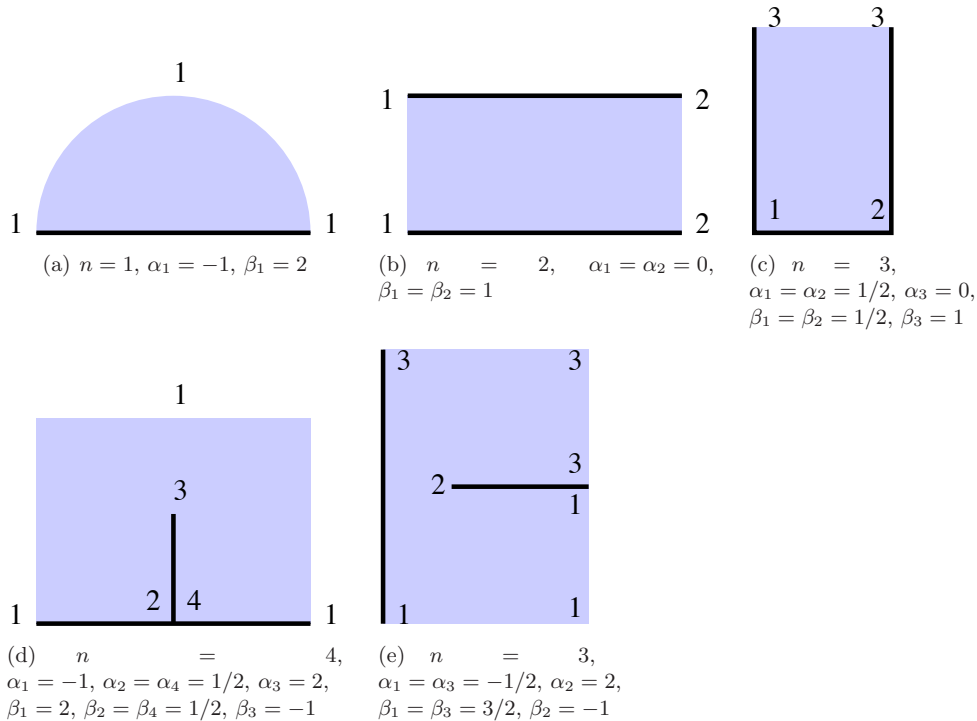 3 3
1
1 2
1 1
1 2
1 2
(a) n = 1, α₁ = −1, β₁ = 2
(b) n = 2, α₁ = α₂ = 0,
β₁ = β₂ = 1
(c) n = 3,
α₁ = α₂ = 1/2, α₃ = 0,
β₁ = β₂ = 1/2, β₃ = 1
1
3
2 4
1 1
3 3
3
2
1
1 1
(d) n = 4,
α₁ = −1, α₂ = α₄ = 1/2, α₃ = 2,
β₁ = 2, β₂ = β₄ = 1/2, β₃ = −1
(e) n = 3,
α₁ = α₃ = −1/2, α₂ = 2,
β₁ = β₃ = 3/2, β₂ = −1